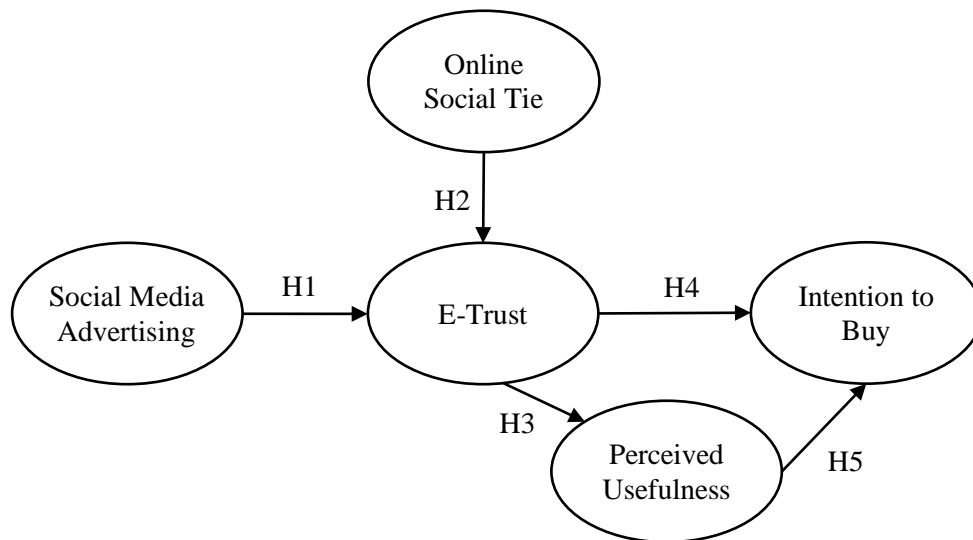 Online
Social Tie
H2
Social Media
Advertising
H1
E-Trust
H4
Intention to
Buy
H3
Perceived
Usefulness
H5